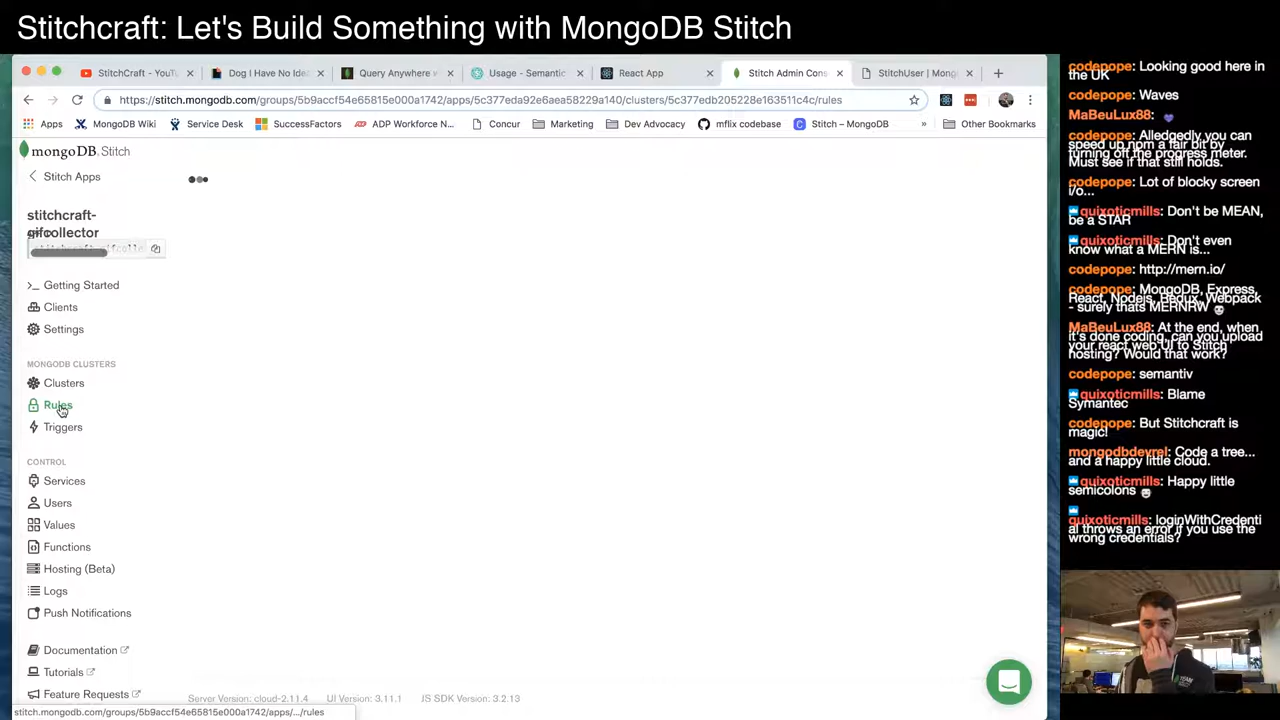 Stitchcraft: Let's Build Something with MongoDB Stitch
StitchCraft - YouTu
Dog I Have No Ide
Query Anywhere w
Usage - Semantic
React App
Stitch Admin Cons
StitchUser | Mong
https://stitch.mongodb.com/groups/5b9accf54e65815e000a1742/apps/5c377eda92e6aea58229a140/clusters/5c377edb205228e163511c4c/rules
Apps
MongoDB Wiki
Service Desk
SuccessFactors
ADP Workforce N...
Concur
Marketing
Dev Advocacy
mflix codebase
Stitch – MongoDB
»
Other Bookmarks
mongoDB. Stitch
Stitch Apps
stitchcraft-
gifcollector
Getting Started
Clients
Settings
MONGODB CLUSTERS
Clusters
Rules
Triggers
CONTROL
Services
Users
Values
Functions
Hosting (Beta)
Logs
Push Notifications
Documentation
Tutorials
Feature Requests
Server Version: cloud-2.11.4
UI Version: 3.11.1
JS SDK Version: 3.2.13
stitch.mongodb.com/groups/5b9accf54e65815e000a1742/apps/.../rules
codepope: Looking good here in
the UK
codepope: Waves
MaBeuLux88:
codepope: Alledgedly you can
speed up npm a fair bit by
turning off the progress meter.
Must see if that still holds.
codepope: Lot of blocky screen
i/o...
quixoticmills: Don't be MEAN,
be a STAR
quixoticmills: Don't even
know what a MERN is...
codepope: http://mern.io/
codepope: MongoDB, Express,
React, Nodejs, Redux, Webpack
- surely thats MERNRW
MaBeuLux88: At the end, when
it's done coding, can you upload
your react web UI to Stitch
hosting? Would that work?
codepope: semantiv
quixoticmills: Blame
Symantec
codepope: But Stitchcraft is
magic!
mongodbdevrel: Code a tree...
and a happy little cloud.
quixoticmills: Happy little
semicolons
quixoticmills: loginWithCredenti
al throws an error if you use the
wrong credentials?